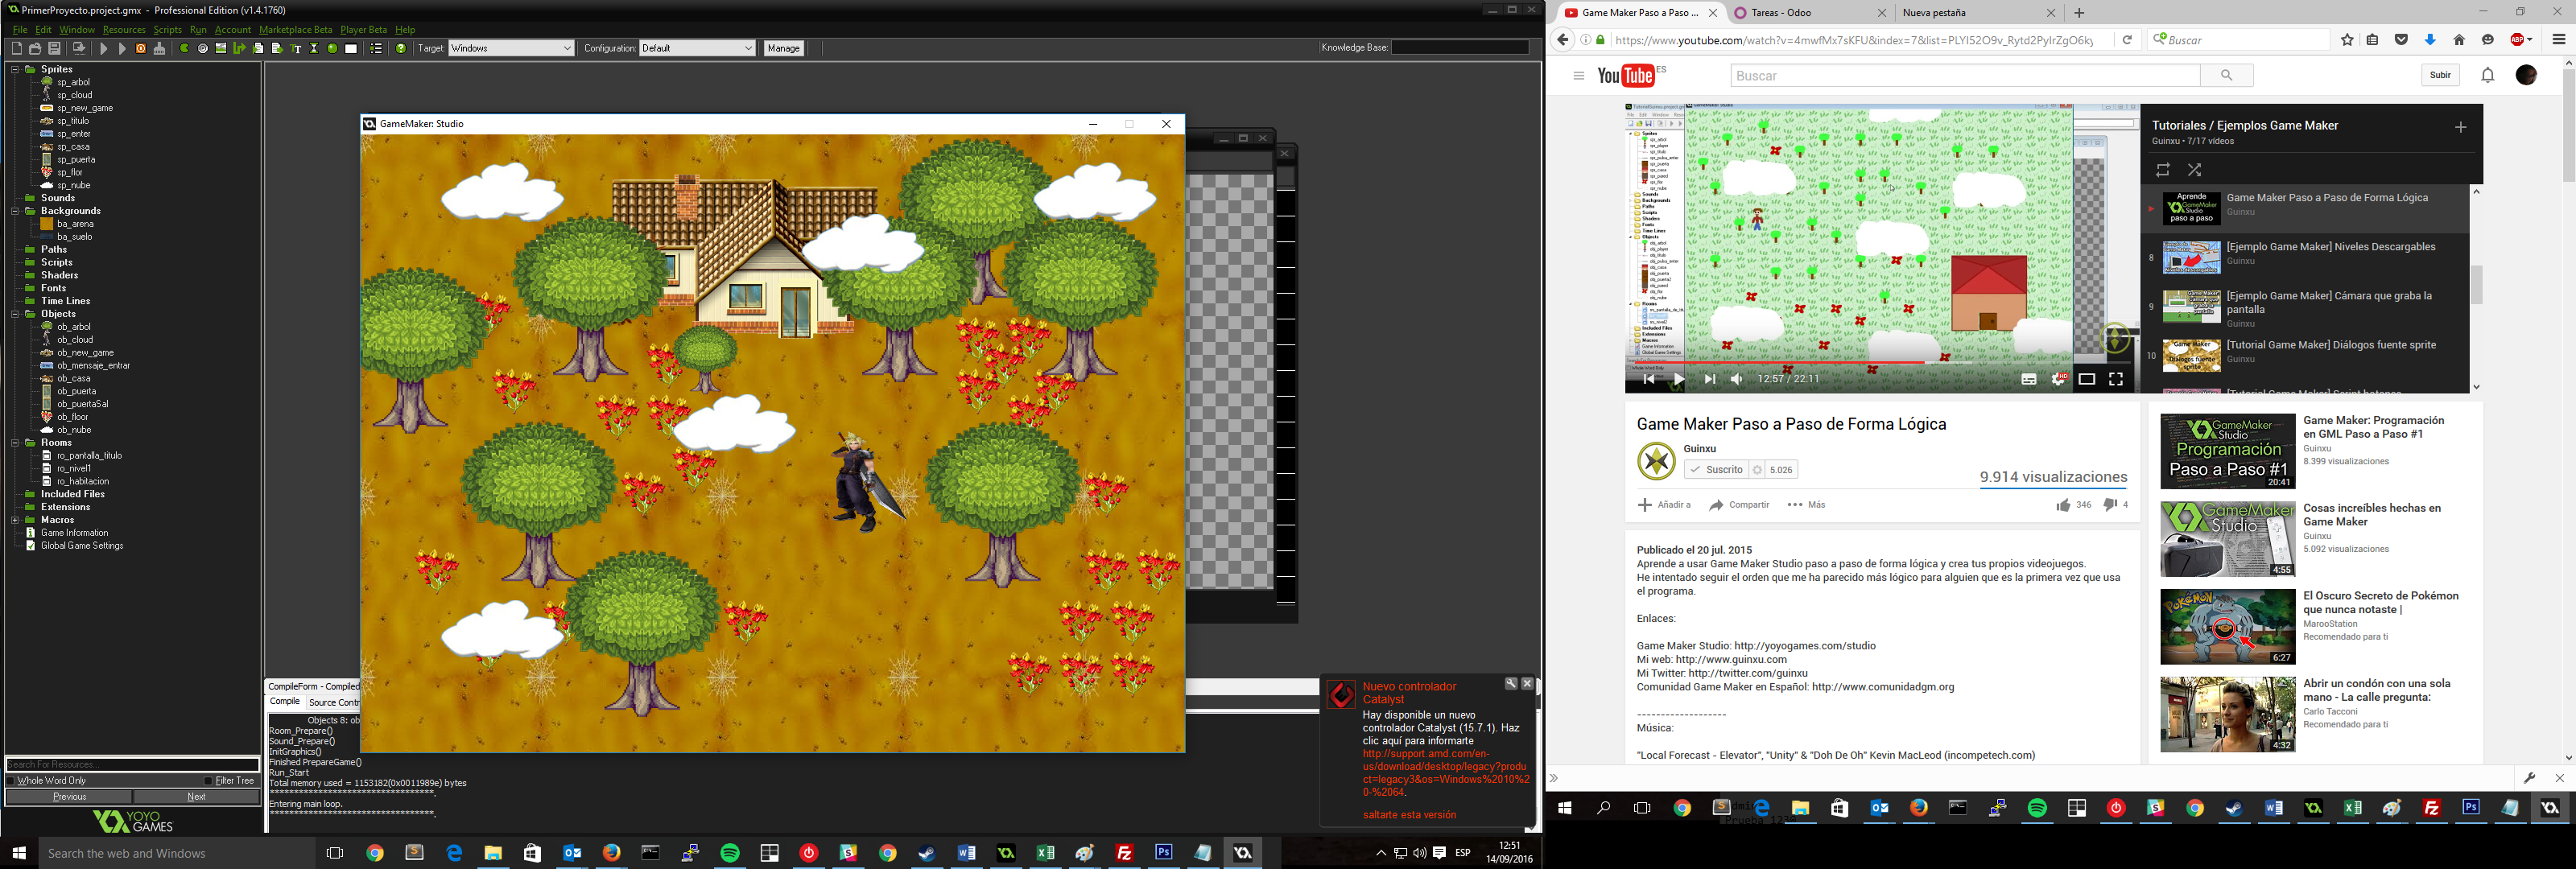 PrimerProyecto.project.gmx - Professional Edition (v1.4.1760)
File Edit Window Resources Scripts Run Account Marketplace Beta Player Beta Help
Target: Windows Configuration: Default Manage Knowledge Base:
Sprites
sp_arbol
sp_cloud
sp_new_game
sp_titulo
sp_enter
sp_casa
sp_puerta
sp_flor
sp_nube
Sounds
Backgrounds
ba_arena
ba_suelo
Paths
Scripts
Shaders
Fonts
Time Lines
Objects
ob_arbol
ob_cloud
ob_new_game
ob_mensaje_entrar
ob_casa
ob_puerta
ob_puertaSal
ob_floor
ob_nube
Rooms
ro_pantalla_titulo
ro_nivel1
ro_habitacion
Included Files
Extensions
Macros
Game Information
Global Game Settings
Search For Resources...
Whole Word Only Filter Tree
Previous Next
YOYO GAMES
GameMaker: Studio
CompileForm - Compiled
Compile Source Contr
Objects 8: ob
Room_Prepare()
Sound_Prepare()
InitGraphics()
Finished PrepareGame()
Run_Start
Total memory used = 1153182(0x0011989e) bytes
Entering main loop.
Nuevo controlador
Catalyst
Hay disponible un nuevo
controlador Catalyst (15.7.1). Haz
clic aquí para informarte
http://support.amd.com/en-
us/download/desktop/legacy?produ
ct=legacy3&os=Windows%2010%2
0-%2064.
saltarte esta versión
Search the web and Windows
ESP
12:51
14/09/2016
Game Maker Paso a Paso ...
Tareas - Odoo
Nueva pestaña
https://www.youtube.com/watch?v=4mwfMx7sKFU&index=7&list=PLYI52O9v_Rytd2PyIrZgO6ky
Buscar
YouTube ES
Buscar
Subir
12:57 / 22:11
Tutoriales / Ejemplos Game Maker
Guinxu • 7/17 vídeos
Aprende
GameMaker Studio
paso a paso
Game Maker Paso a Paso de Forma Lógica
Guinxu
8
[Ejemplo Game Maker] Niveles Descargables
Guinxu
9
[Ejemplo Game Maker] Cámara que graba la
pantalla
Guinxu
10
[Tutorial Game Maker] Diálogos fuente sprite
Guinxu
Game Maker Paso a Paso de Forma Lógica
Guinxu
Suscrito 5.026
9.914 visualizaciones
Añadir a Compartir Más
346 4
Publicado el 20 jul. 2015
Aprende a usar Game Maker Studio paso a paso de forma lógica y crea tus propios videojuegos.
He intentado seguir el orden que me ha parecido más lógico para alguien que es la primera vez que usa
el programa.
Enlaces:
Game Maker Studio: http://yoyogames.com/studio
Mi web: http://www.guinxu.com
Mi Twitter: http://twitter.com/guinxu
Comunidad Game Maker en Español: http://www.comunidadgm.org
-------------------
Música:
"Local Forecast - Elevator", "Unity" & "Doh De Oh" Kevin MacLeod (incompetech.com)
GameMaker Studio
Programación
Paso a Paso #1
20:41
Game Maker: Programación
en GML Paso a Paso #1
Guinxu
8.399 visualizaciones
GameMaker Studio
4:55
Cosas increíbles hechas en
Game Maker
Guinxu
5.092 visualizaciones
6:27
El Oscuro Secreto de Pokémon
que nunca notaste |
MarooStation
Recomendado para ti
4:32
Abrir un condón con una sola
mano - La calle pregunta:
Carlo Tacconi
Recomendado para ti